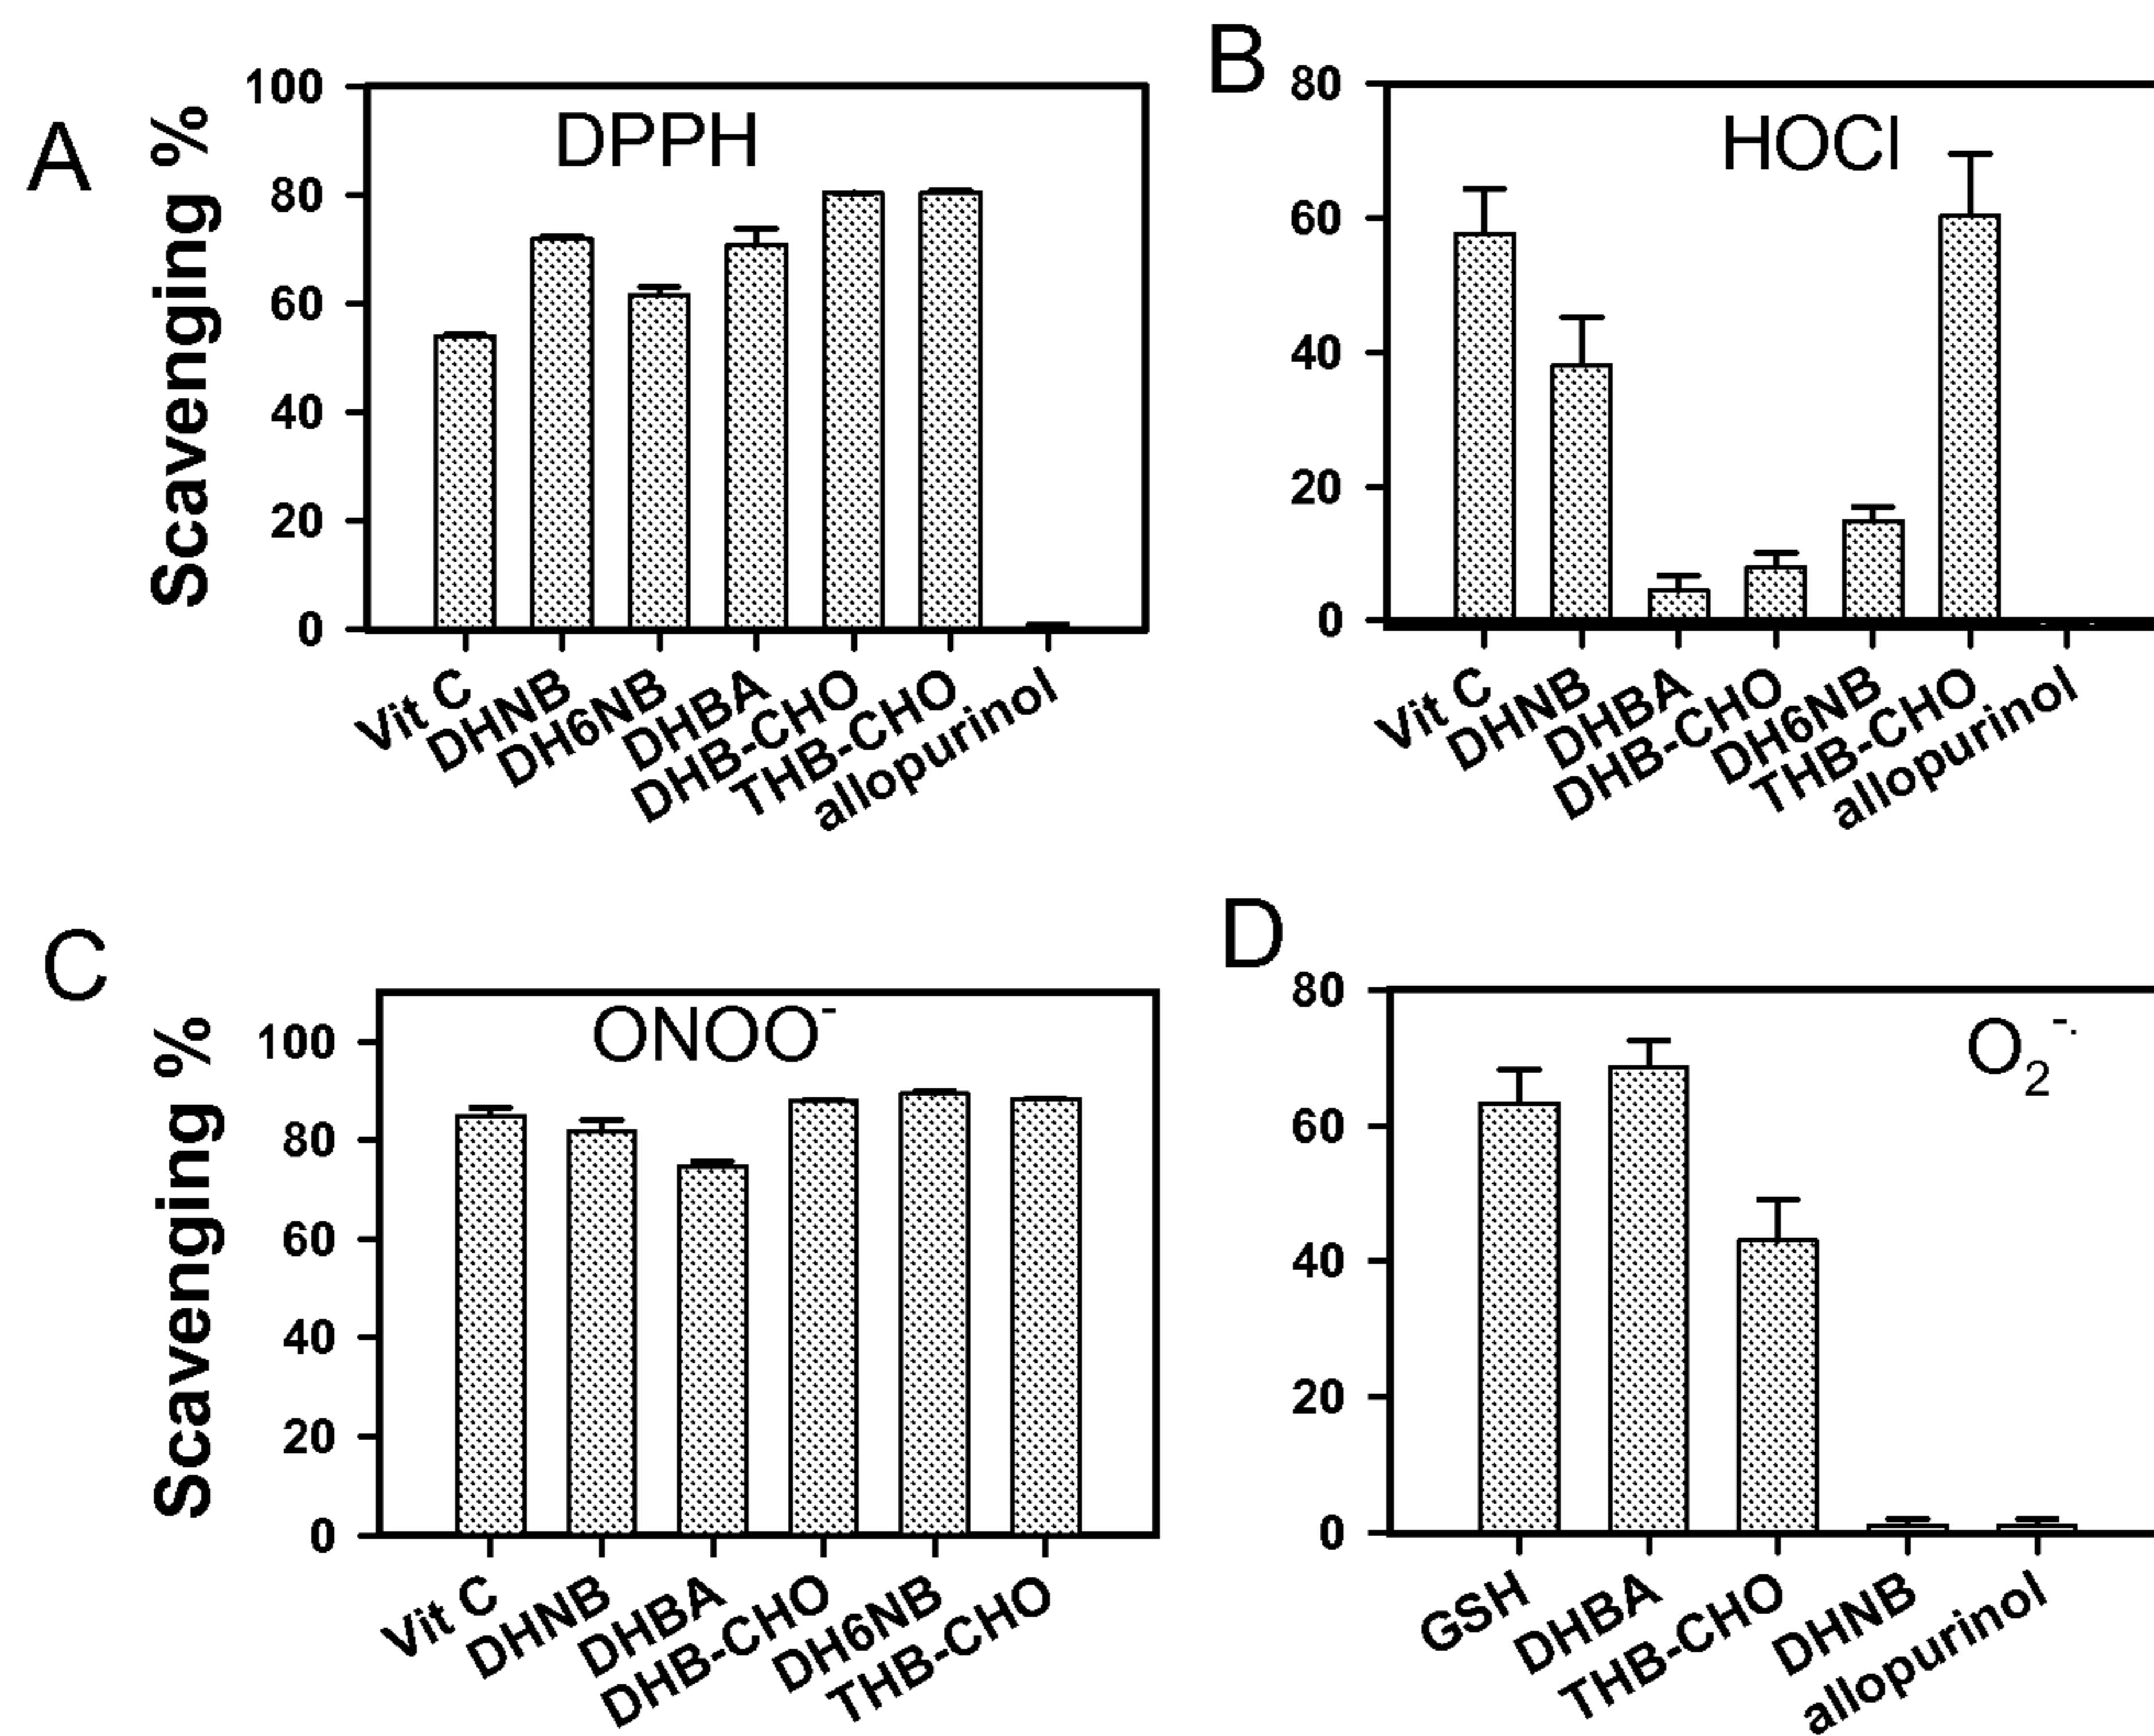 A
Scavenging %
DPPH
100
80
60
40
20
0
Vit C
DHNB
DH6NB
DHBA
DHB-CHO
THB-CHO
allopurinol
B
HOCl
80
60
40
20
0
Vit C
DHNB
DHBA
DHB-CHO
DH6NB
THB-CHO
allopurinol
C
Scavenging %
ONOO⁻
100
80
60
40
20
0
Vit C
DHNB
DHBA
DHB-CHO
DH6NB
THB-CHO
D
O₂⁻·
80
60
40
20
0
GSH
DHBA
THB-CHO
DHNB
allopurinol